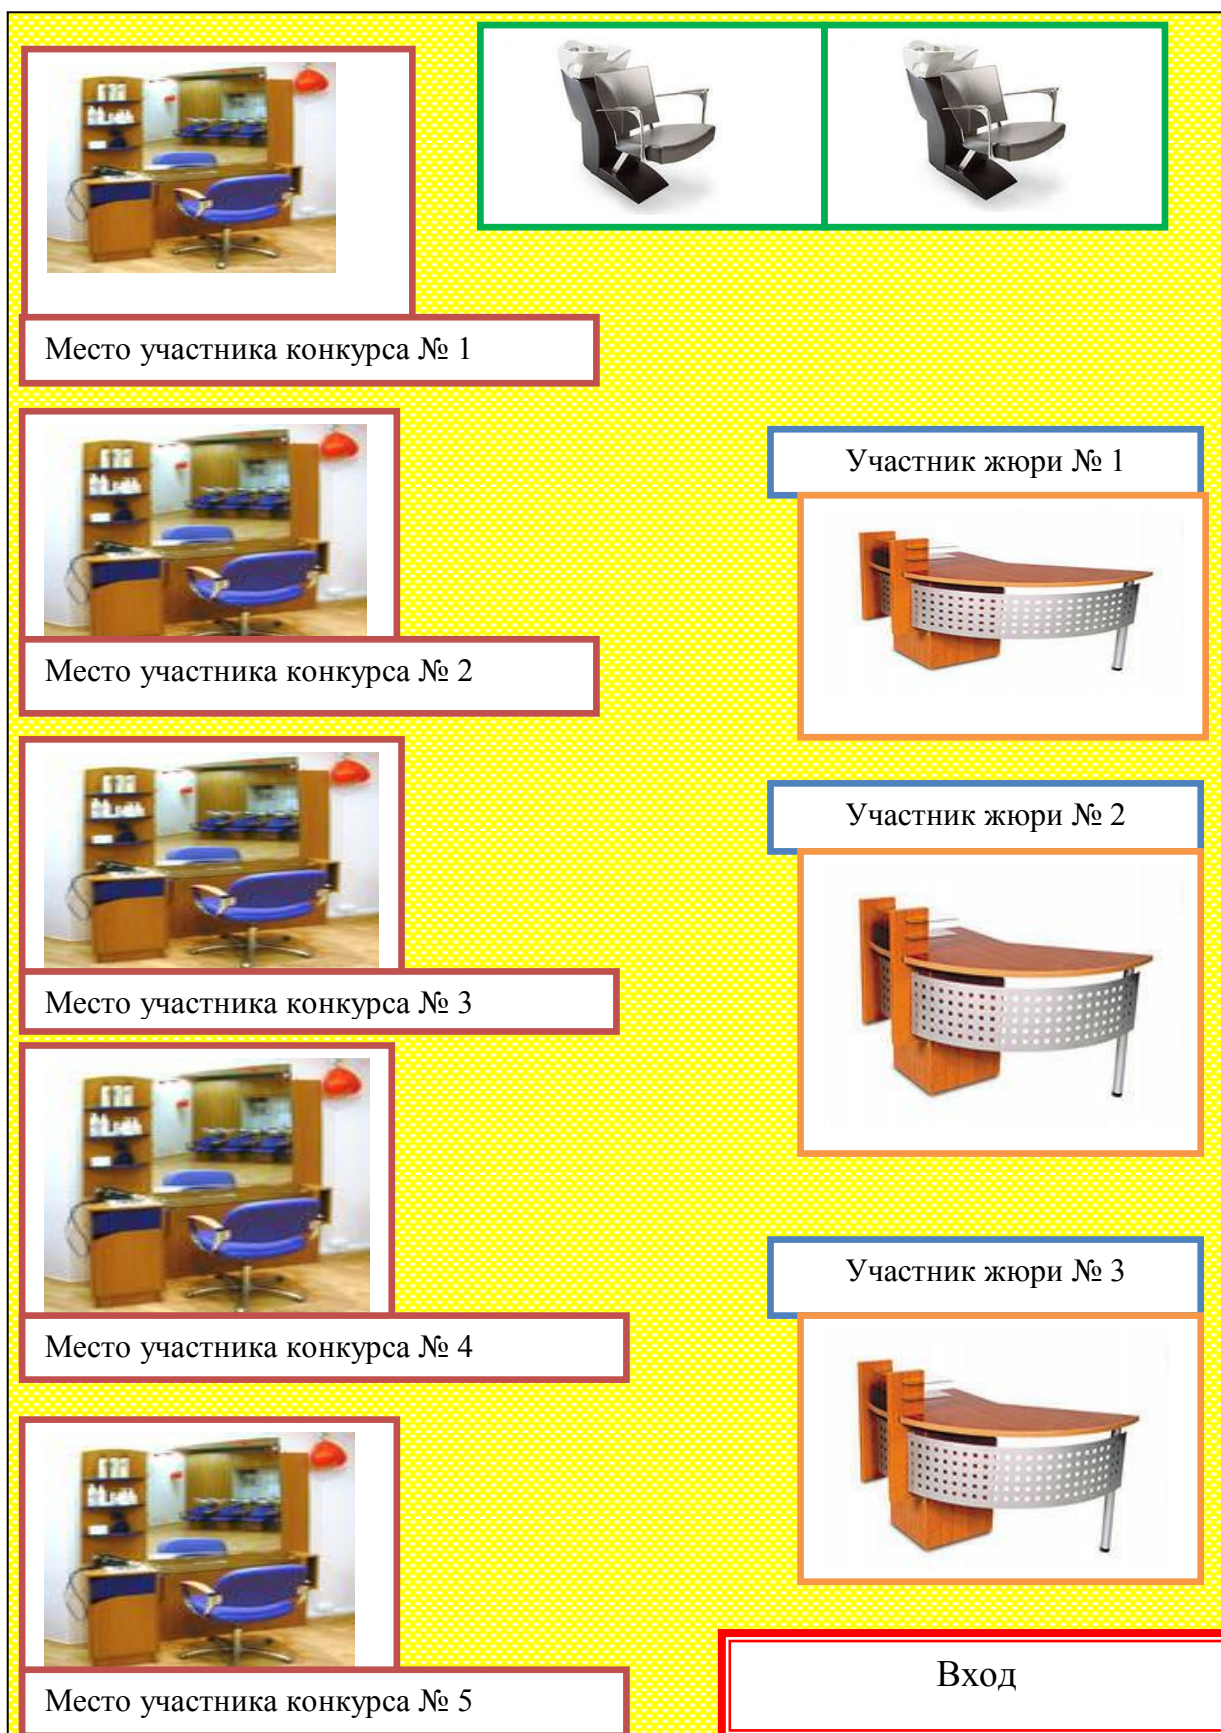 Место участника конкурса № 1
Участник жюри № 1
Место участника конкурса № 2
Участник жюри № 2
Место участника конкурса № 3
Участник жюри № 3
Место участника конкурса № 4
Вход
Место участника конкурса № 5